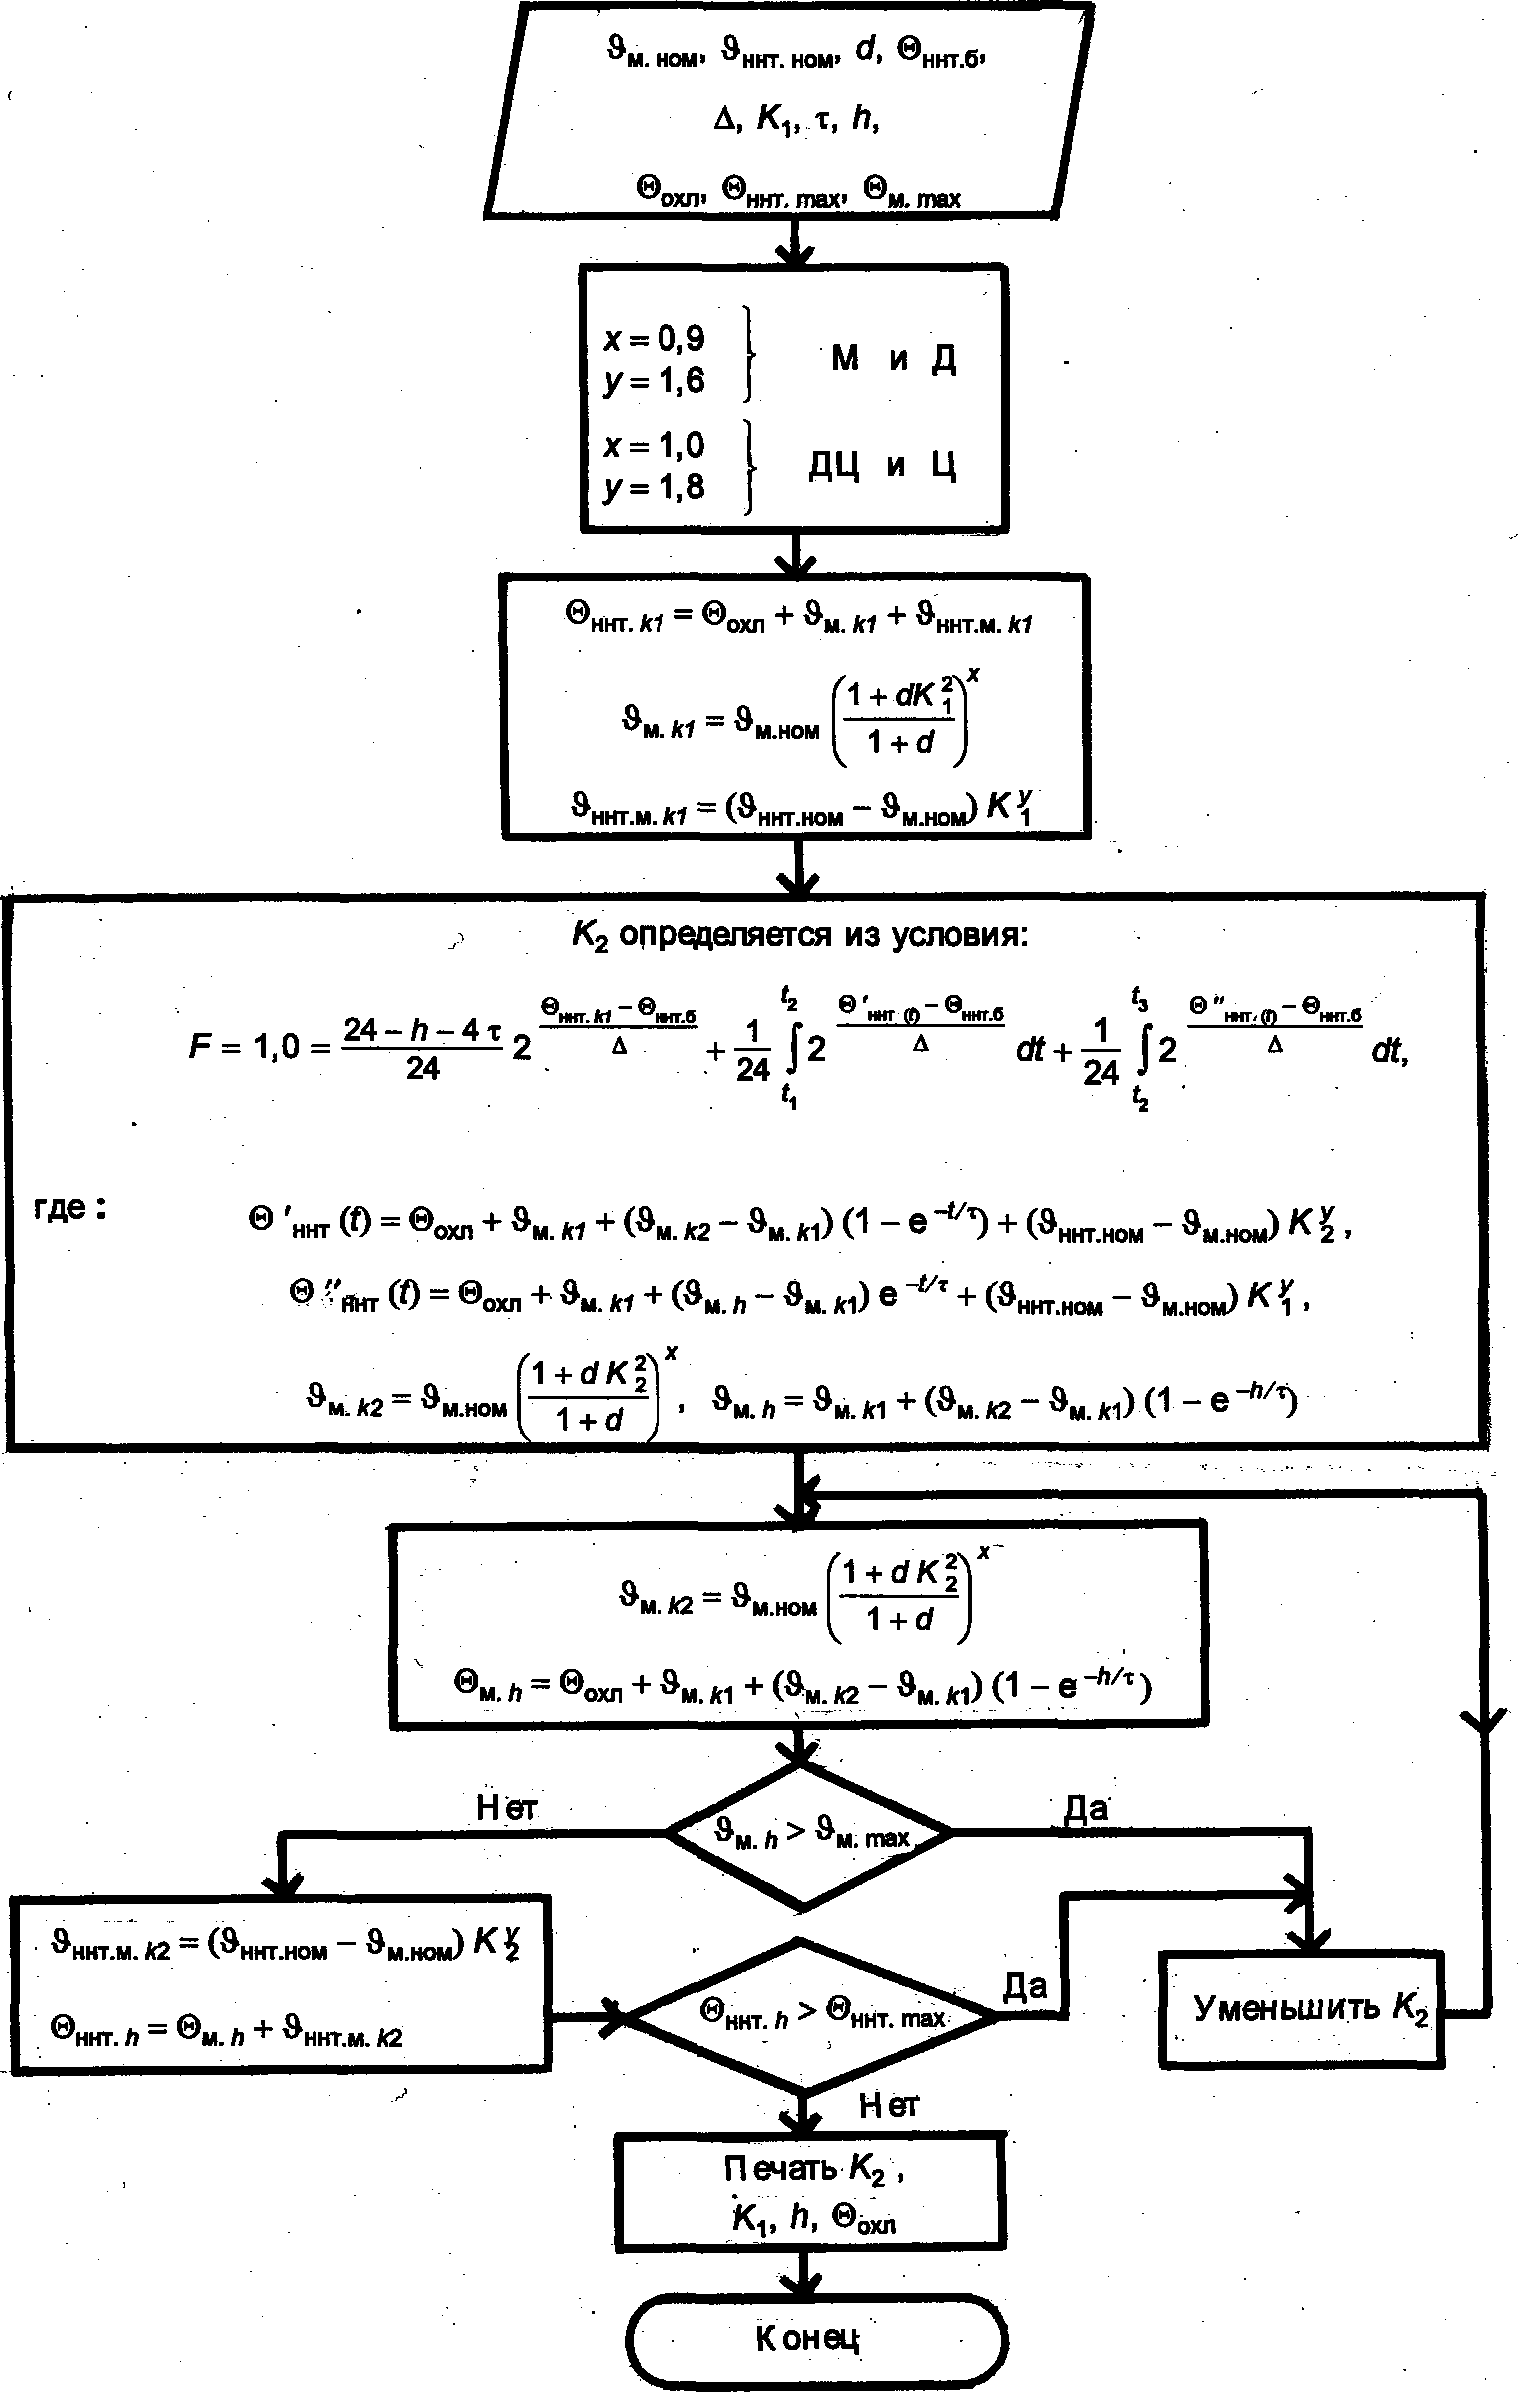 ϑм. ном, ϑннт. ном, d, Θннт.б,
Δ, K₁, τ, h,
Θохл, Θннт. max, Θм. max
x = 0,9
y = 1,6 } М и Д
x = 1,0
y = 1,8 } ДЦ и Ц
Θннт. k1 = Θохл + ϑм. k1 + ϑннт.м. k1
ϑм. k1 = ϑм.ном ((1 + dK₁²)/(1 + d))^x
ϑннт.м. k1 = (ϑннт.ном − ϑм.ном) K₁^y
K₂ определяется из условия:
F = 1,0 = (24 − h − 4 τ)/24 2^((Θннт. k1 − Θннт.б)/Δ) + 1/24 ∫_{t₁}^{t₂} 2^((Θ′ннт (t) − Θннт.б)/Δ) dt + 1/24 ∫_{t₂}^{t₃} 2^((Θ″ннт. (t) − Θннт.б)/Δ) dt,
где : Θ′ннт (t) = Θохл + ϑм. k1 + (ϑм. k2 − ϑм. k1) (1 − e^(−t/τ)) + (ϑннт.ном − ϑм.ном) K₂^y,
Θ″ннт (t) = Θохл + ϑм. k1 + (ϑм. h − ϑм. k1) e^(−t/τ) + (ϑннт.ном − ϑм.ном) K₁^y,
ϑм. k2 = ϑм.ном ((1 + d K₂²)/(1 + d))^x, ϑм. h = ϑм. k1 + (ϑм. k2 − ϑм. k1) (1 − e^(−h/τ))
ϑм. k2 = ϑм.ном ((1 + d K₂²)/(1 + d))^x
Θм. h = Θохл + ϑм. k1 + (ϑм. k2 − ϑм. k1) (1 − e^(−h/τ))
Нет
Да
ϑм. h > ϑм. max
ϑннт.м. k2 = (ϑннт.ном − ϑм.ном) K₂^y
Θннт. h = Θм. h + ϑннт.м. k2
Θннт. h > Θннт. max
Да
Уменьшить K₂
Нет
Печать K₂ ,
K₁, h, Θохл
Конец